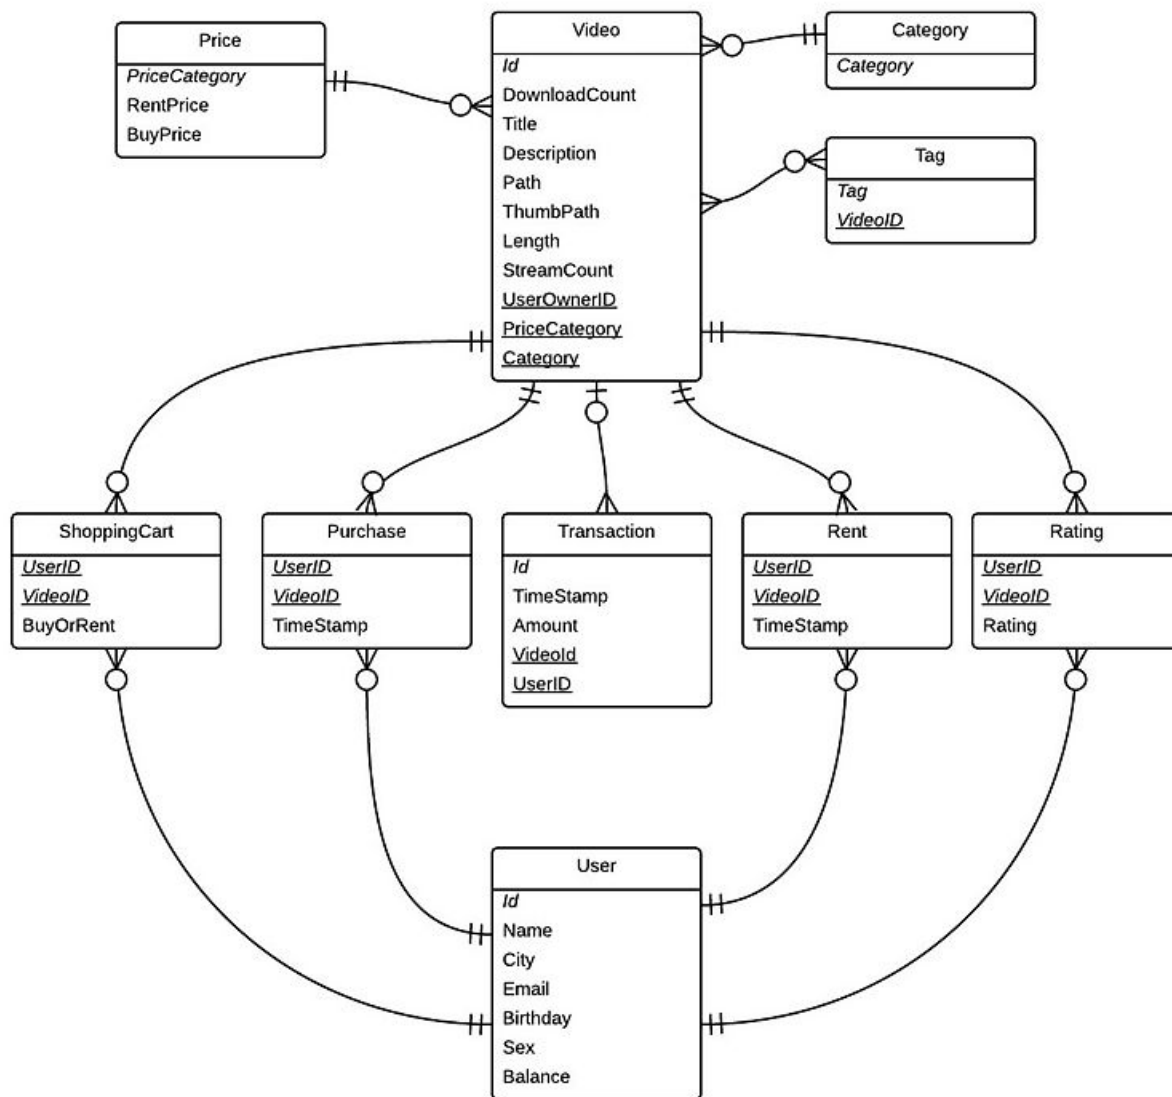 Price
PriceCategory
RentPrice
BuyPrice
Video
Id
DownloadCount
Title
Description
Path
ThumbPath
Length
StreamCount
UserOwnerID
PriceCategory
Category
Category
Category
Tag
Tag
VideoID
ShoppingCart
UserID
VideoID
BuyOrRent
Purchase
UserID
VideoID
TimeStamp
Transaction
Id
TimeStamp
Amount
VideoId
UserID
Rent
UserID
VideoID
TimeStamp
Rating
UserID
VideoID
Rating
User
Id
Name
City
Email
Birthday
Sex
Balance